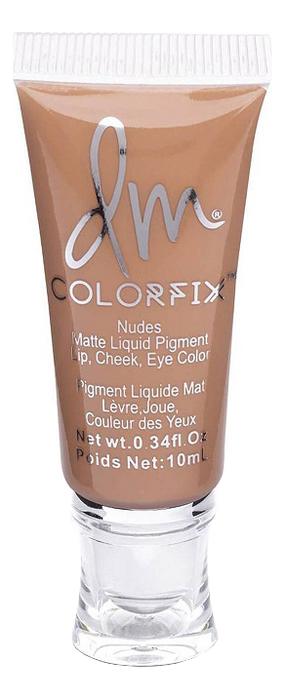 dm®
COLORFIX™
Nudes
Matte Liquid Pigment
Lip, Cheek, Eye Color
Pigment Liquide Mat
Lèvre,Joue,
Couleur des Yeux
Net wt.0.34fl.Oz
Poids Net:10mL